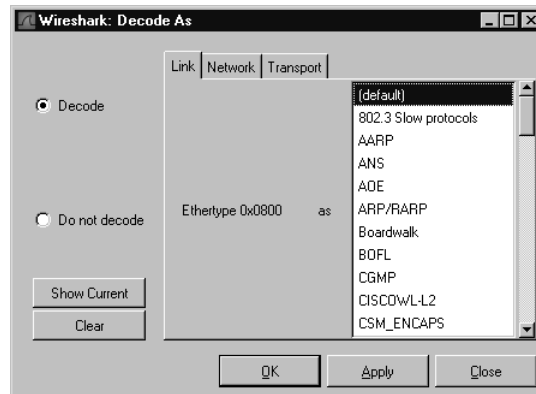 Wireshark: Decode As
Link Network Transport
Decode
Do not decode
Show Current
Clear
Ethertype 0x0800 as
(default)
802.3 Slow protocols
AARP
ANS
AOE
ARP/RARP
Boardwalk
BOFL
CGMP
CISCOWL-L2
CSM_ENCAPS
OK Apply Close